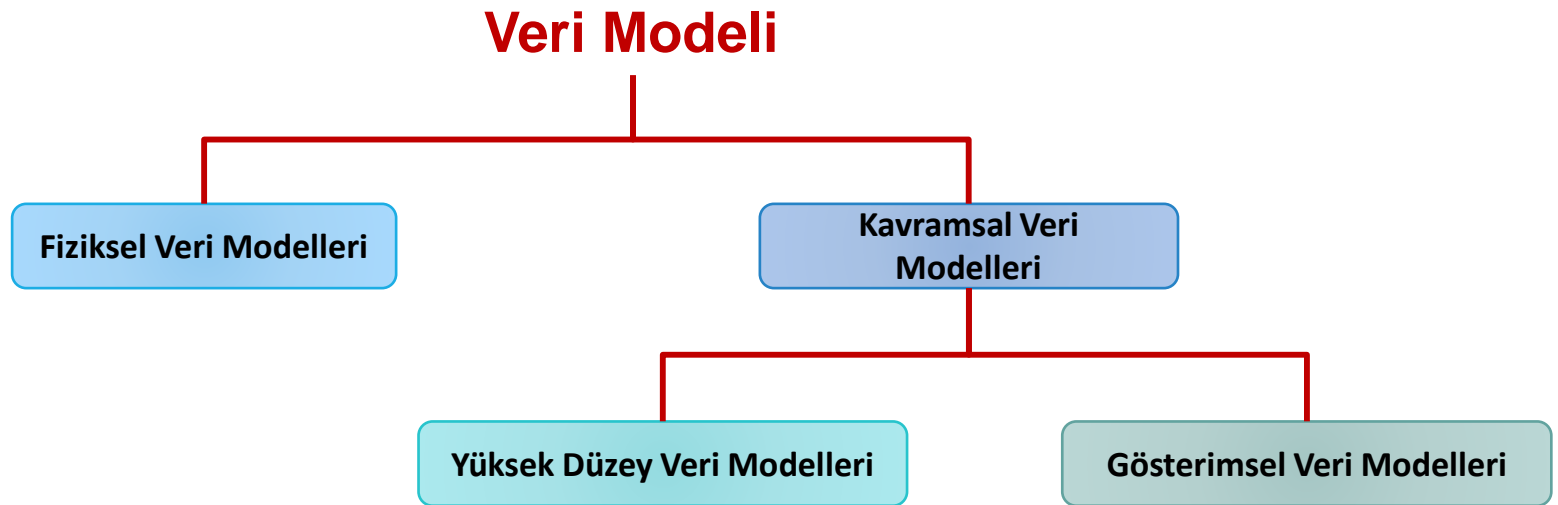 Veri Modeli
Fiziksel Veri Modelleri
Kavramsal Veri
Modelleri
Yüksek Düzey Veri Modelleri
Gösterimsel Veri Modelleri